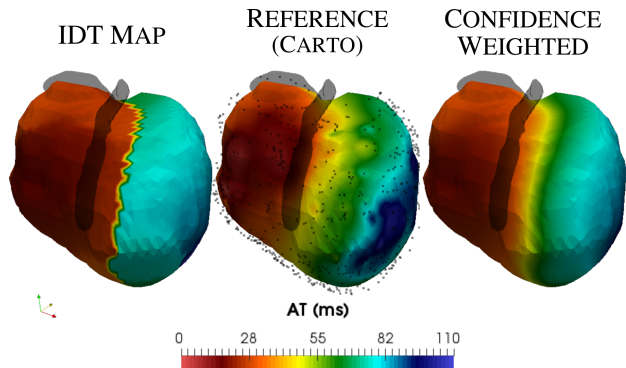 IDT MAP
REFERENCE
(CARTO)
CONFIDENCE
WEIGHTED
AT (ms)
0 28 55 82 110